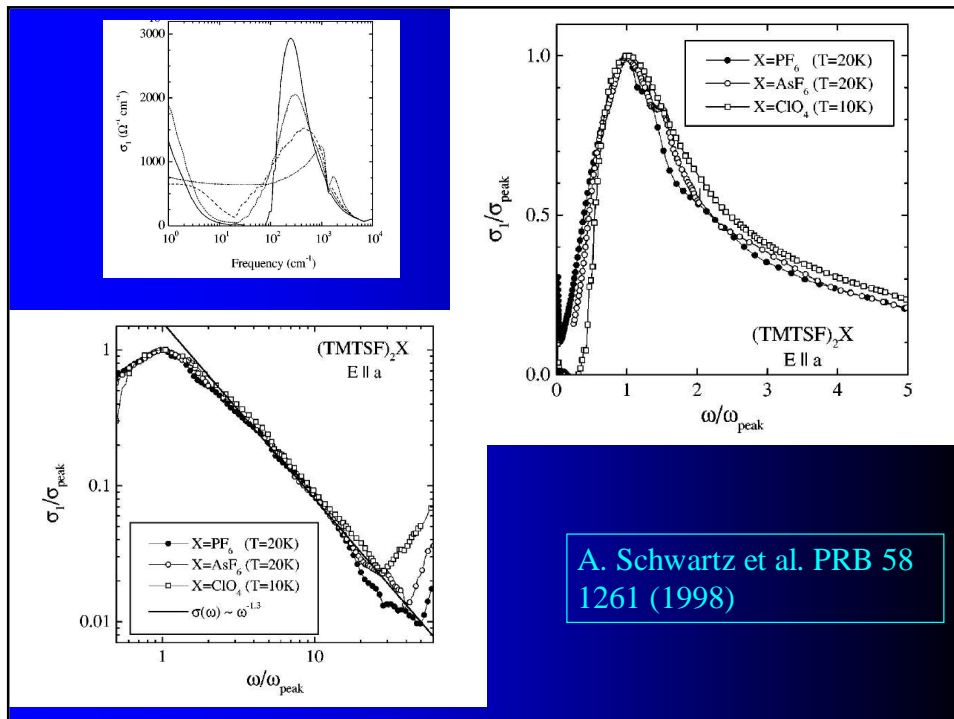 3000
2000
1000
0
σ₁ (Ω⁻¹ cm⁻¹)
10⁰ 10¹ 10² 10³ 10⁴
Frequency (cm⁻¹)
1.0
0.5
0.0
σ₁/σpeak
X=PF₆ (T=20K)
X=AsF₆ (T=20K)
X=ClO₄ (T=10K)
(TMTSF)₂X
E || a
0 1 2 3 4 5
ω/ωpeak
1
0.1
0.01
σ₁/σpeak
(TMTSF)₂X
E || a
X=PF₆ (T=20K)
X=AsF₆ (T=20K)
X=ClO₄ (T=10K)
σ(ω) ~ ω⁻¹·³
1 10
ω/ωpeak
A. Schwartz et al. PRB 58
1261 (1998)